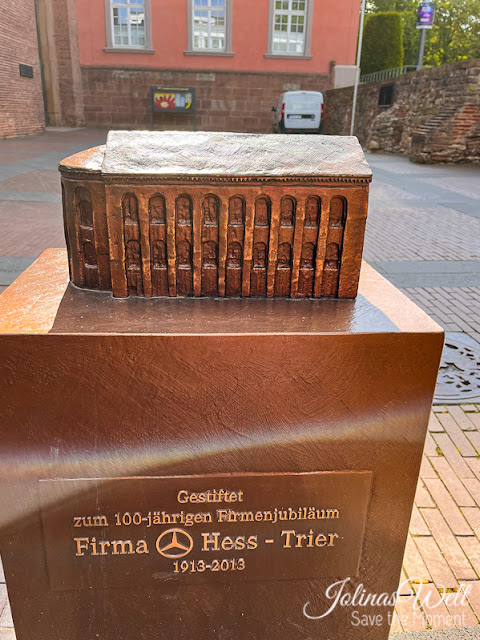 Gestiftet
zum 100-jährigen Firmenjubiläum
Firma Hess - Trier
1913-2013
Jolinas Welt
Save the Moment